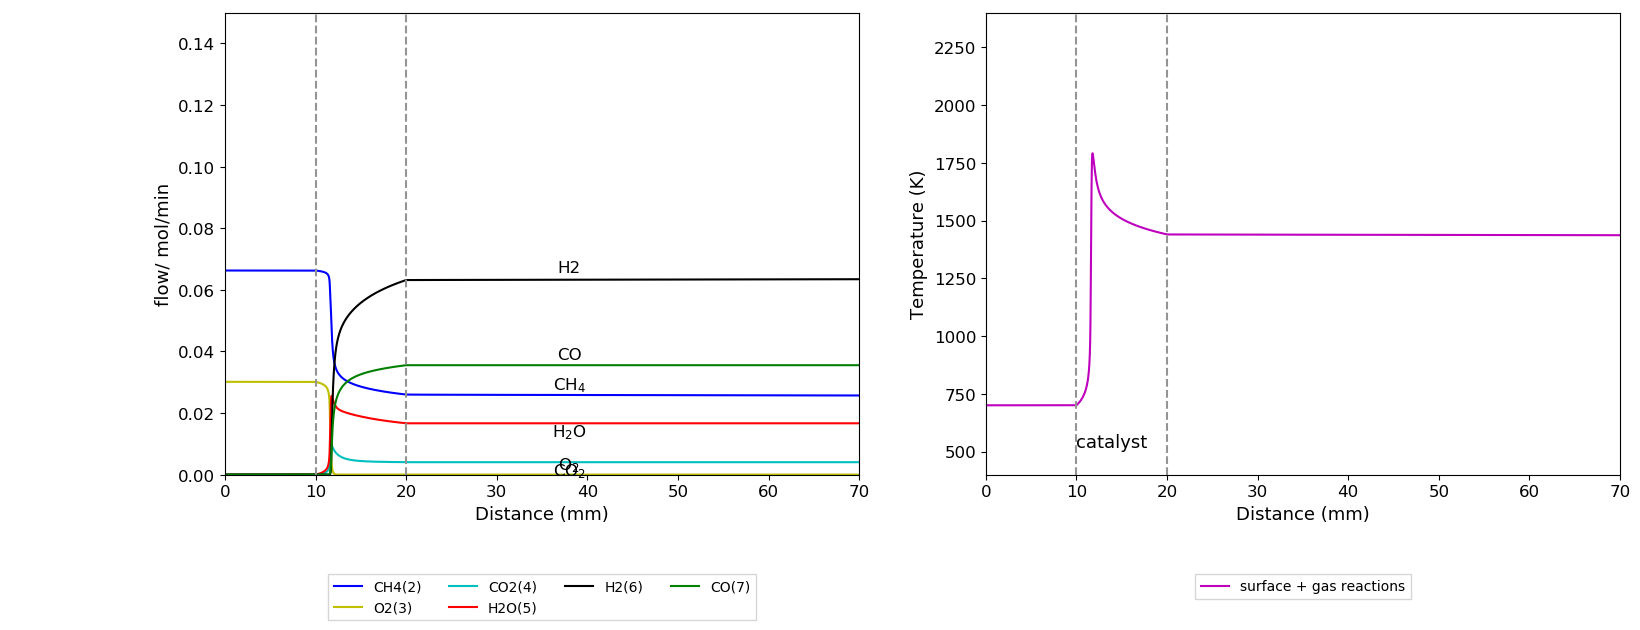 0.14
0.12
0.10
0.08
0.06
0.04
0.02
0.00
flow/ mol/min
H2
CO
CH₄
H₂O
O₂
CO₂
0 10 20 30 40 50 60 70
Distance (mm)
CH4(2) CO2(4) H2(6) CO(7)
O2(3) H2O(5)
2250
2000
1750
1500
1250
1000
750
500
Temperature (K)
catalyst
0 10 20 30 40 50 60 70
Distance (mm)
surface + gas reactions